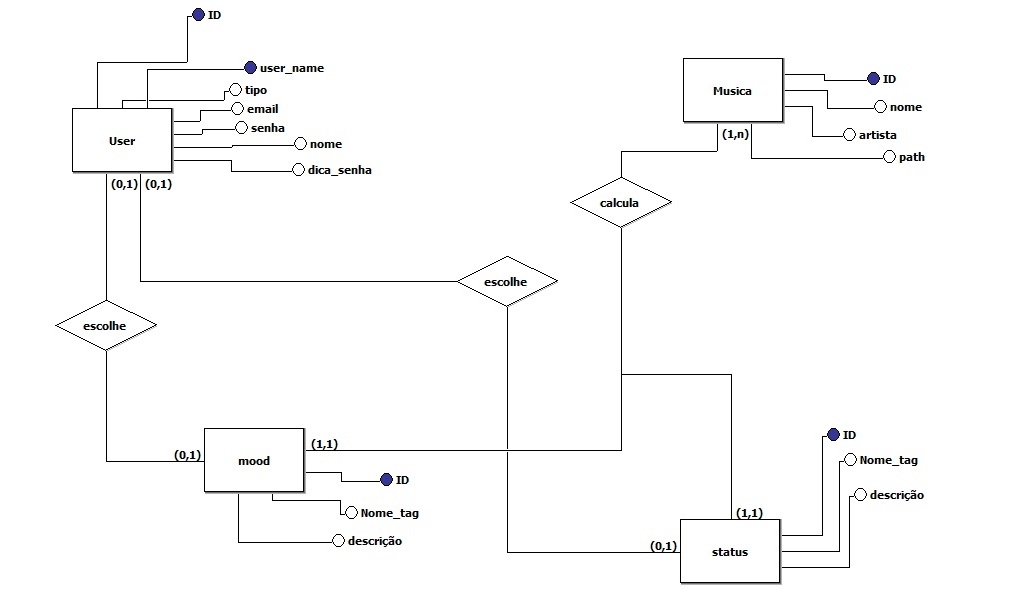 ID
user_name
tipo
email
senha
nome
dica_senha
User
(0,1)
(0,1)
Musica
ID
nome
artista
path
(1,n)
calcula
escolhe
escolhe
(0,1)
mood
(1,1)
ID
Nome_tag
descrição
ID
Nome_tag
descrição
(1,1)
(0,1)
status